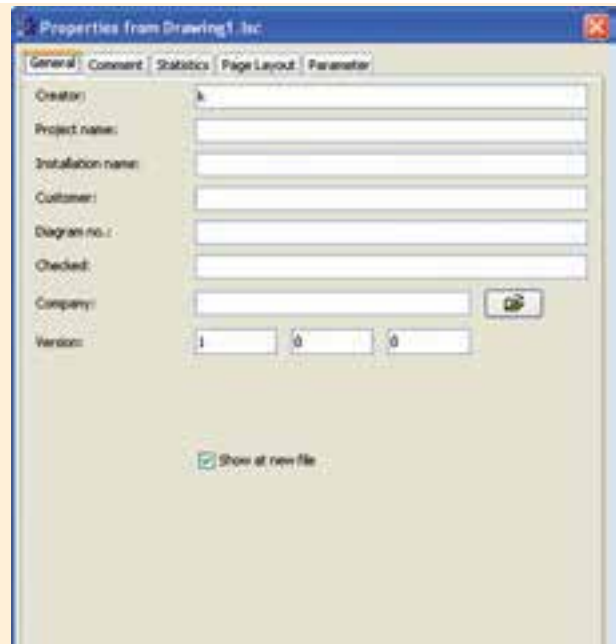 Properties from Drawing1.lsc
General Comment Statistics Page Layout Parameter
Creator: k
Project name:
Installation name:
Customer:
Diagram no.:
Checked:
Company:
Version: 1 0 0
Show at new file